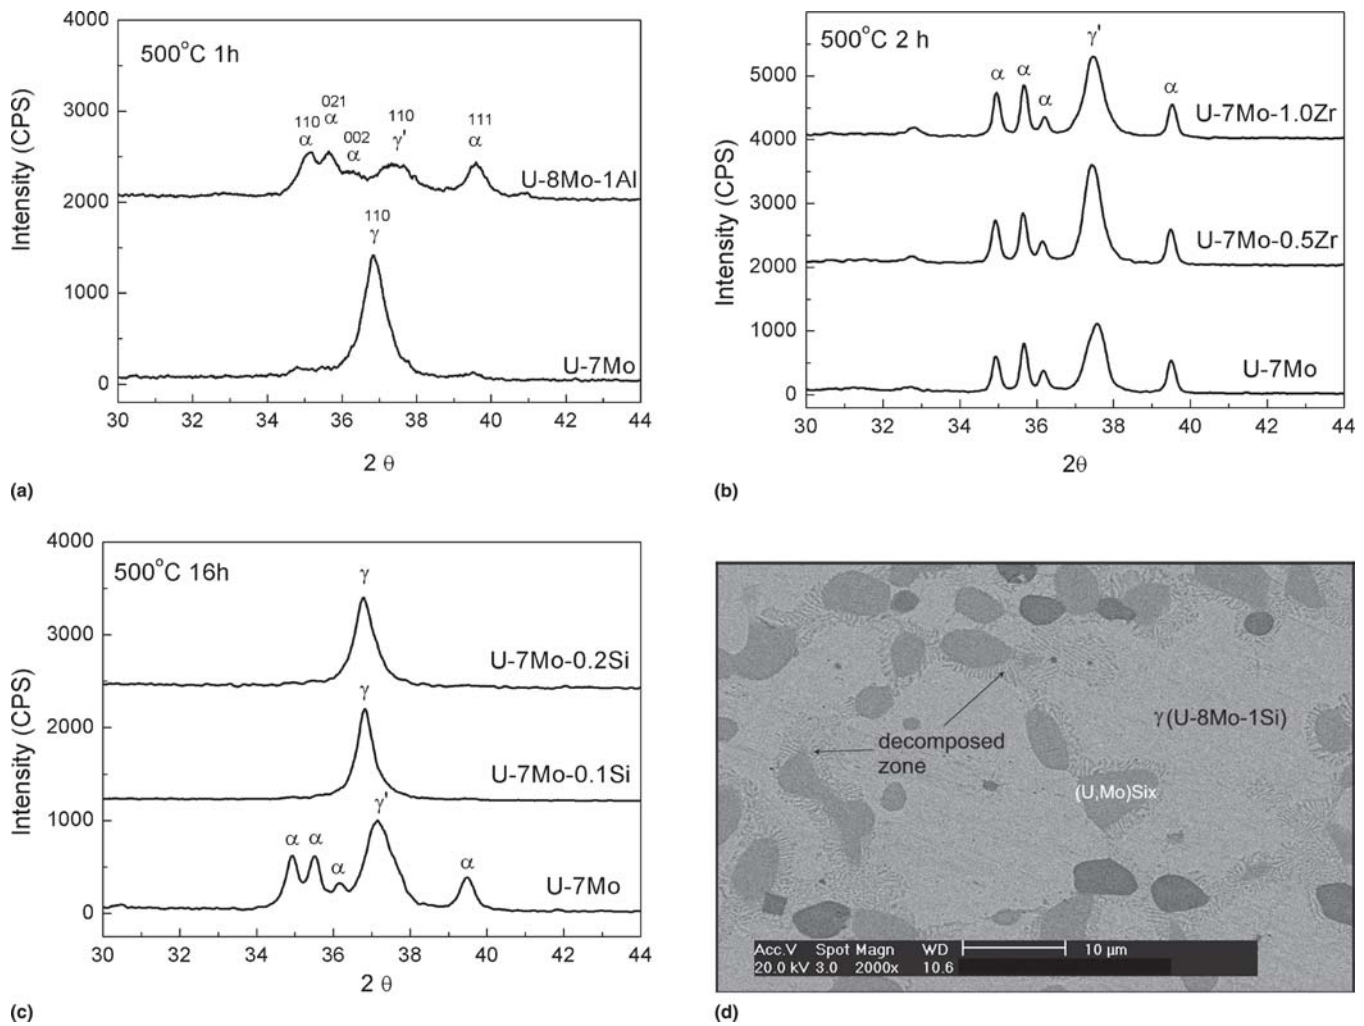 4000
500°C 1h
3000
021
110 α 110 111
α 002 γ' α
α
U-8Mo-1Al
2000
110
γ
1000
U-7Mo
0
30 32 34 36 38 40 42 44
Intensity (CPS)
2 θ
(a)
500°C 2 h
γ'
5000
α α α α
U-7Mo-1.0Zr
4000
3000
U-7Mo-0.5Zr
2000
1000
U-7Mo
0
30 32 34 36 38 40 42 44
Intensity (CPS)
2θ
(b)
4000
500°C 16h
γ
3000
U-7Mo-0.2Si
γ
2000
U-7Mo-0.1Si
γ'
1000
α α α α
U-7Mo
0
30 32 34 36 38 40 42 44
Intensity (CPS)
2 θ
(c)
γ(U-8Mo-1Si)
decomposed
zone
(U,Mo)Six
Acc.V Spot Magn WD 10 μm
20.0 kV 3.0 2000x 10.6
(d)